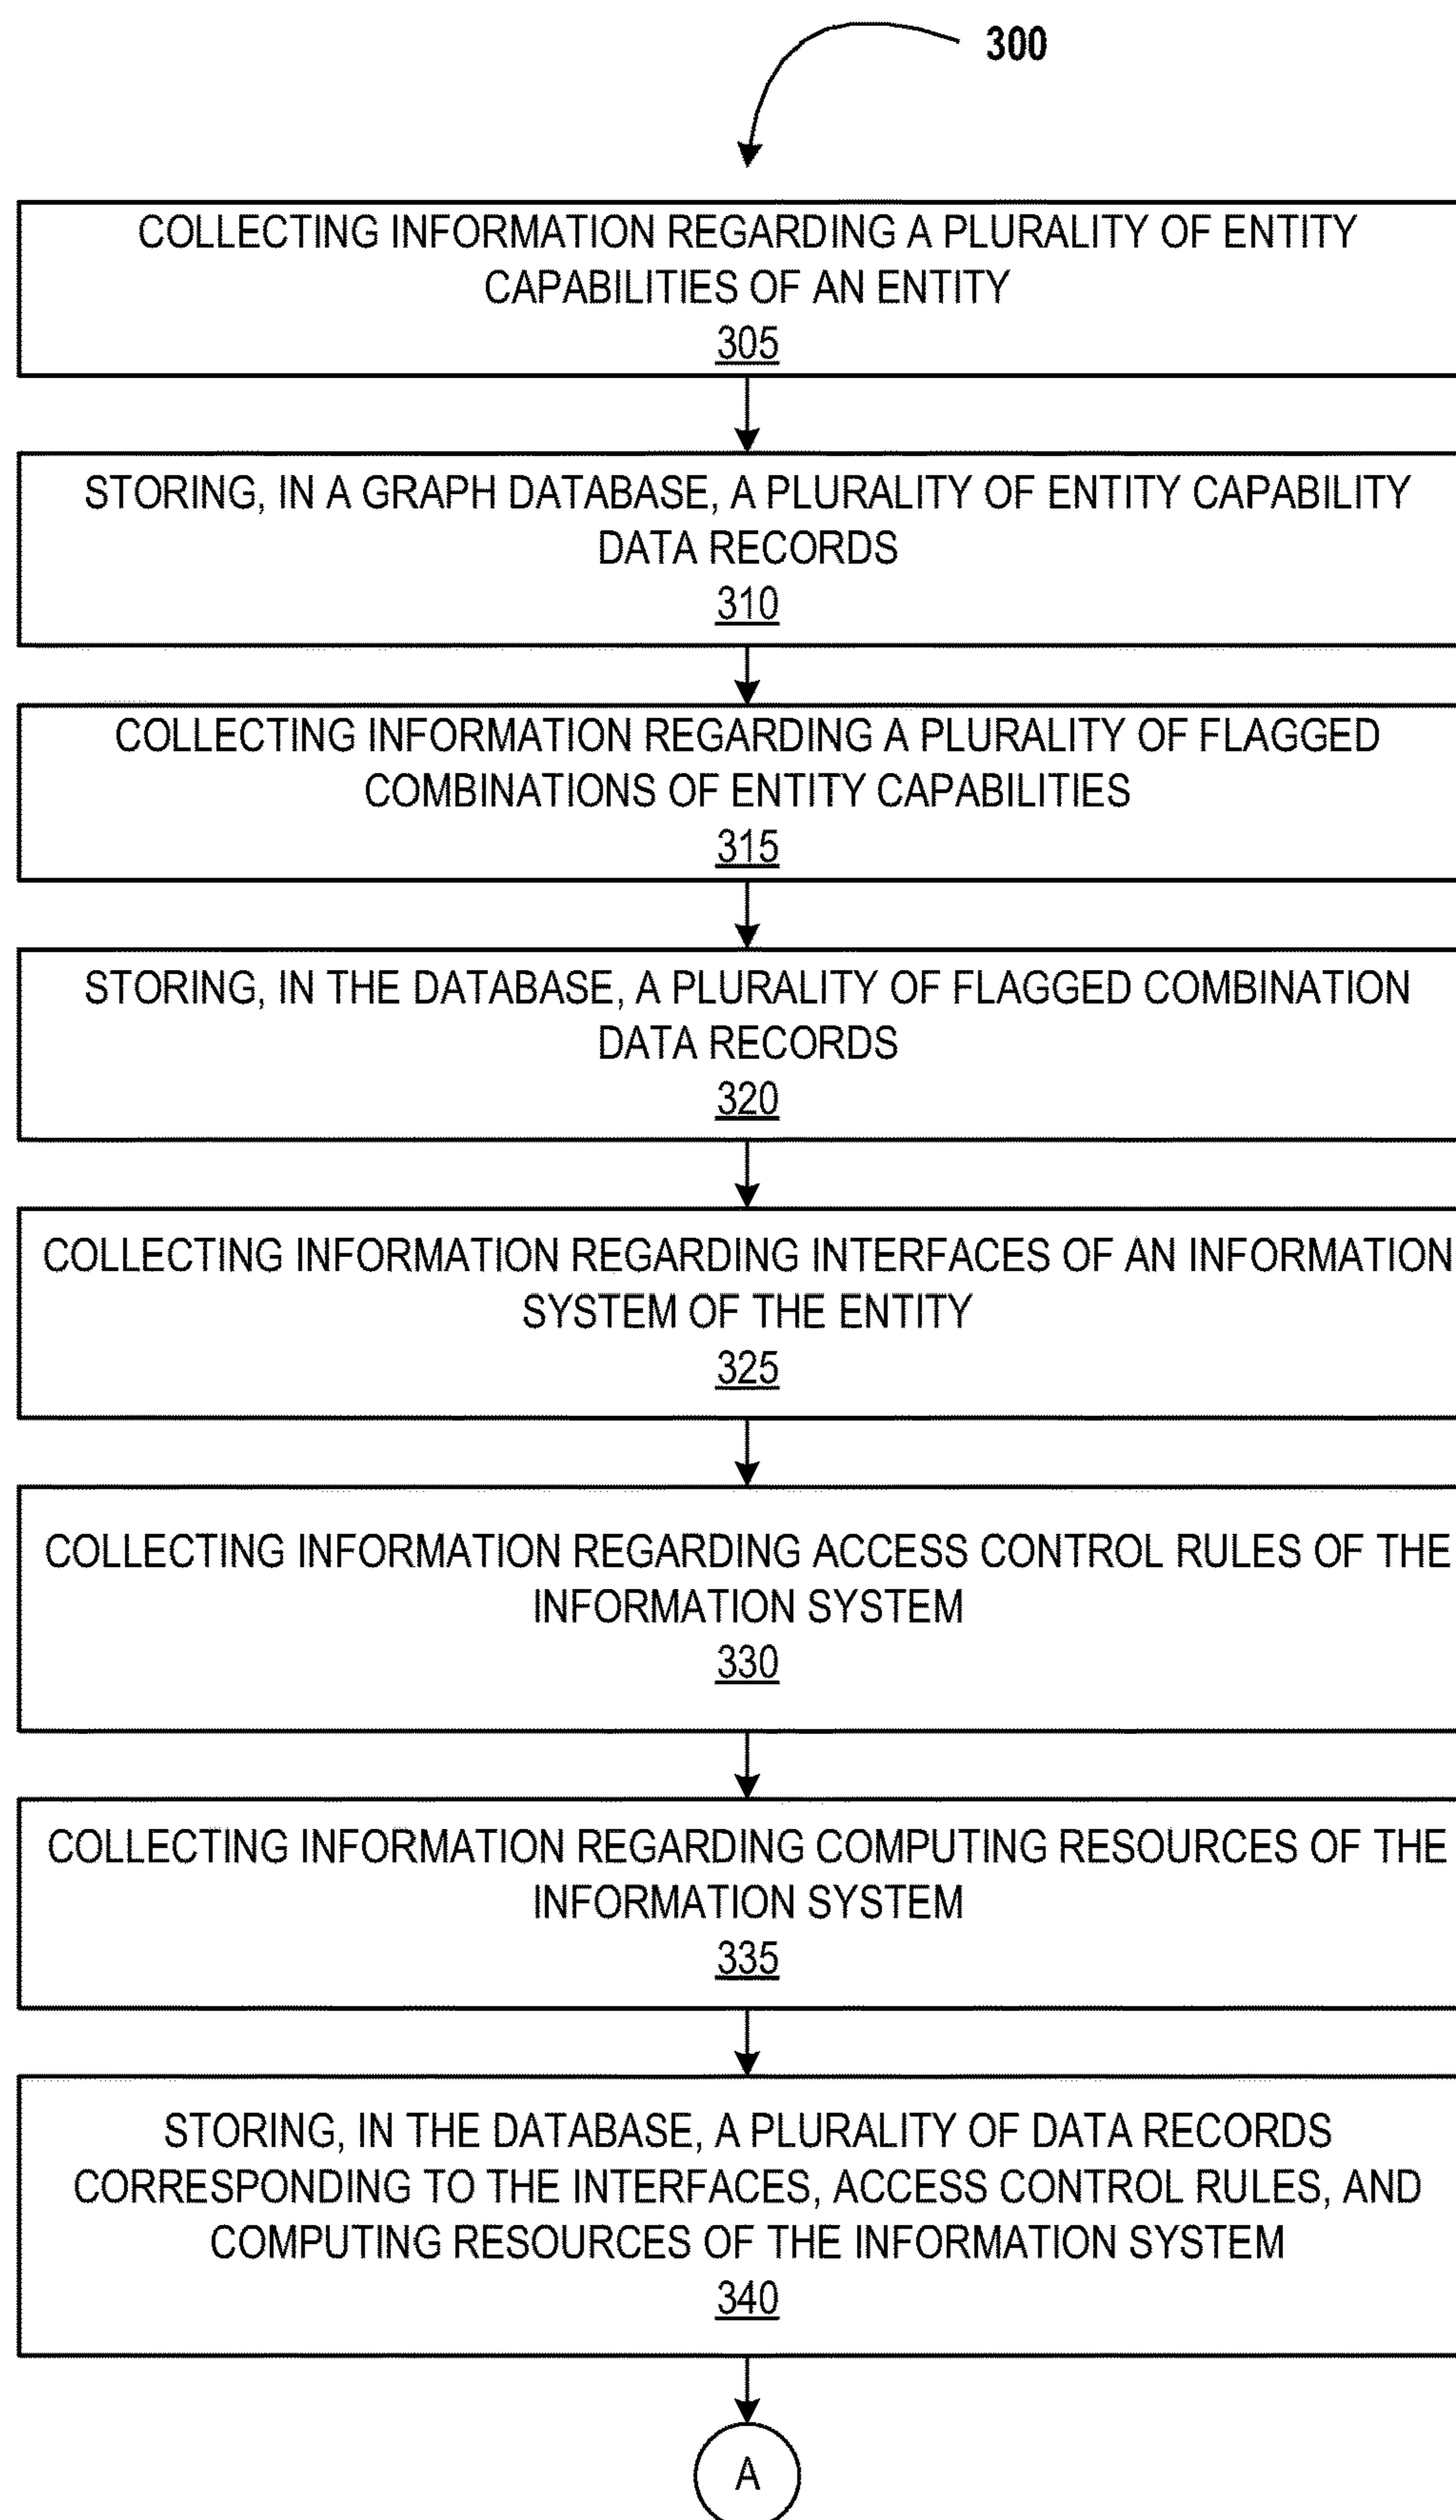 300
COLLECTING INFORMATION REGARDING A PLURALITY OF ENTITY
CAPABILITIES OF AN ENTITY
305
STORING, IN A GRAPH DATABASE, A PLURALITY OF ENTITY CAPABILITY
DATA RECORDS
310
COLLECTING INFORMATION REGARDING A PLURALITY OF FLAGGED
COMBINATIONS OF ENTITY CAPABILITIES
315
STORING, IN THE DATABASE, A PLURALITY OF FLAGGED COMBINATION
DATA RECORDS
320
COLLECTING INFORMATION REGARDING INTERFACES OF AN INFORMATION
SYSTEM OF THE ENTITY
325
COLLECTING INFORMATION REGARDING ACCESS CONTROL RULES OF THE
INFORMATION SYSTEM
330
COLLECTING INFORMATION REGARDING COMPUTING RESOURCES OF THE
INFORMATION SYSTEM
335
STORING, IN THE DATABASE, A PLURALITY OF DATA RECORDS
CORRESPONDING TO THE INTERFACES, ACCESS CONTROL RULES, AND
COMPUTING RESOURCES OF THE INFORMATION SYSTEM
340
A